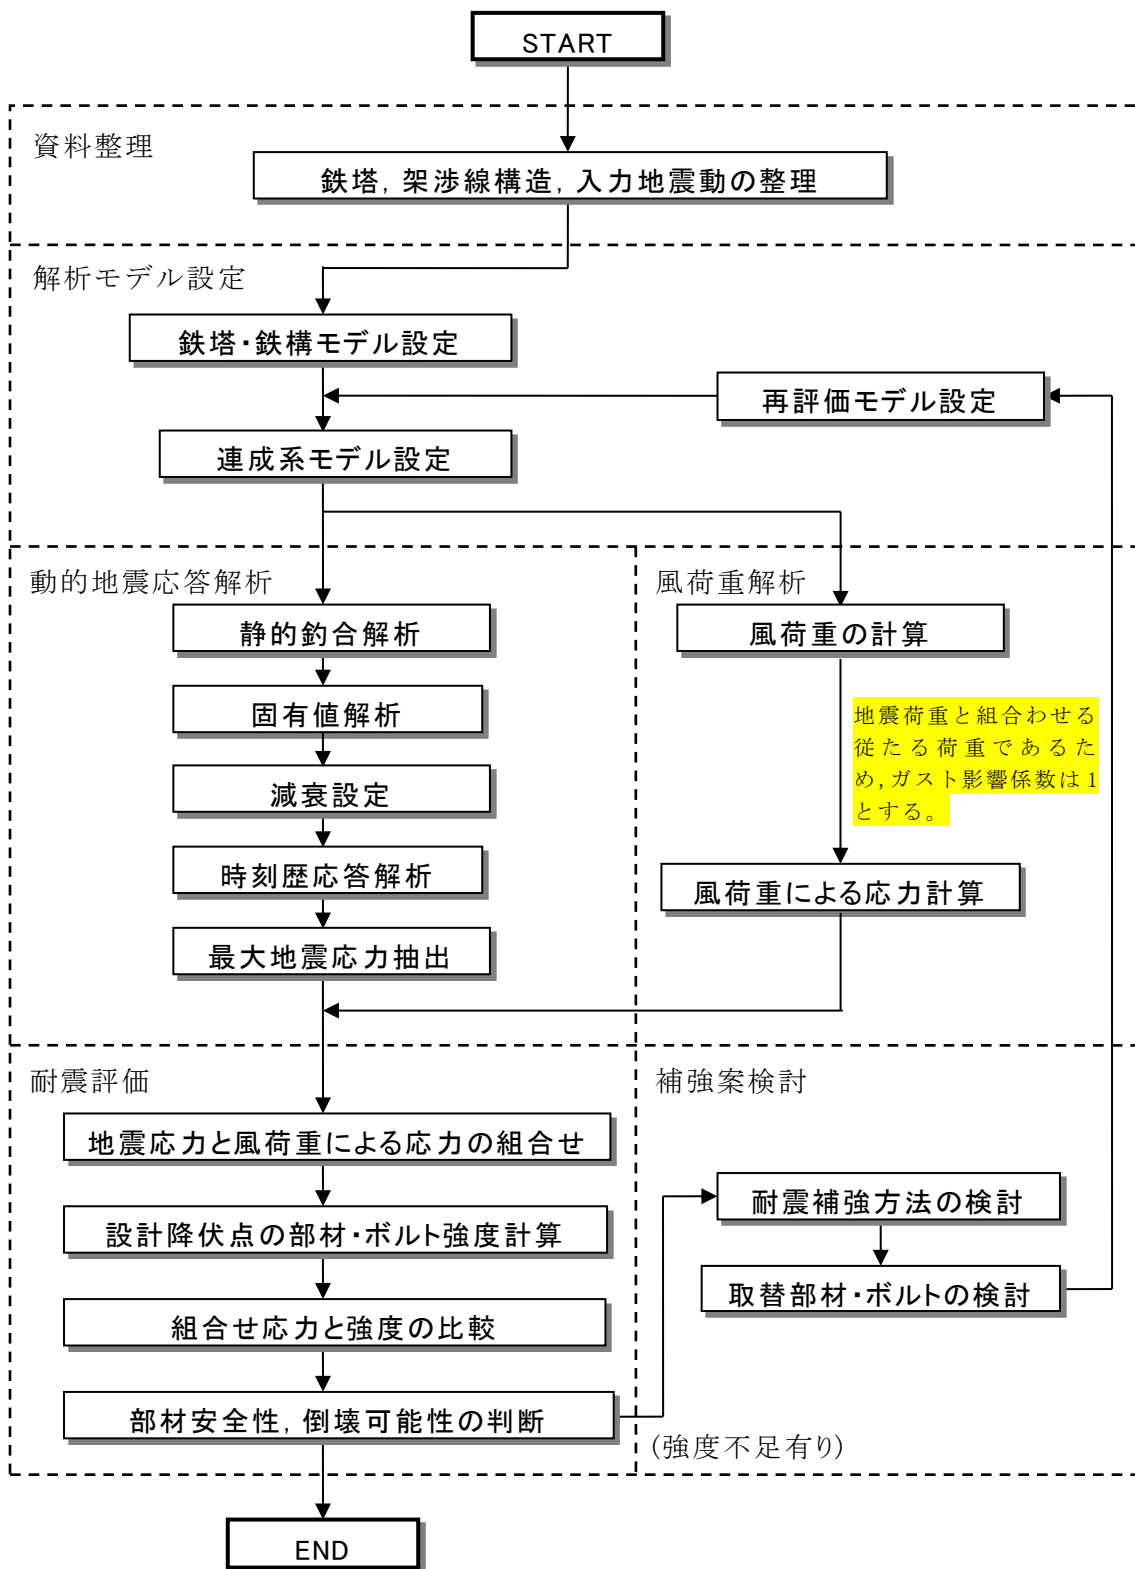 START
資料整理
鉄塔，架渉線構造，入力地震動の整理
解析モデル設定
鉄塔・鉄構モデル設定
再評価モデル設定
連成系モデル設定
動的地震応答解析
静的釣合解析
固有値解析
減衰設定
時刻歴応答解析
最大地震応力抽出
風荷重解析
風荷重の計算
地震荷重と組合わせる
従たる荷重であるた
め,ガスト影響係数は1
とする。
風荷重による応力計算
耐震評価
地震応力と風荷重による応力の組合せ
設計降伏点の部材・ボルト強度計算
組合せ応力と強度の比較
部材安全性，倒壊可能性の判断
補強案検討
耐震補強方法の検討
取替部材・ボルトの検討
(強度不足有り)
END